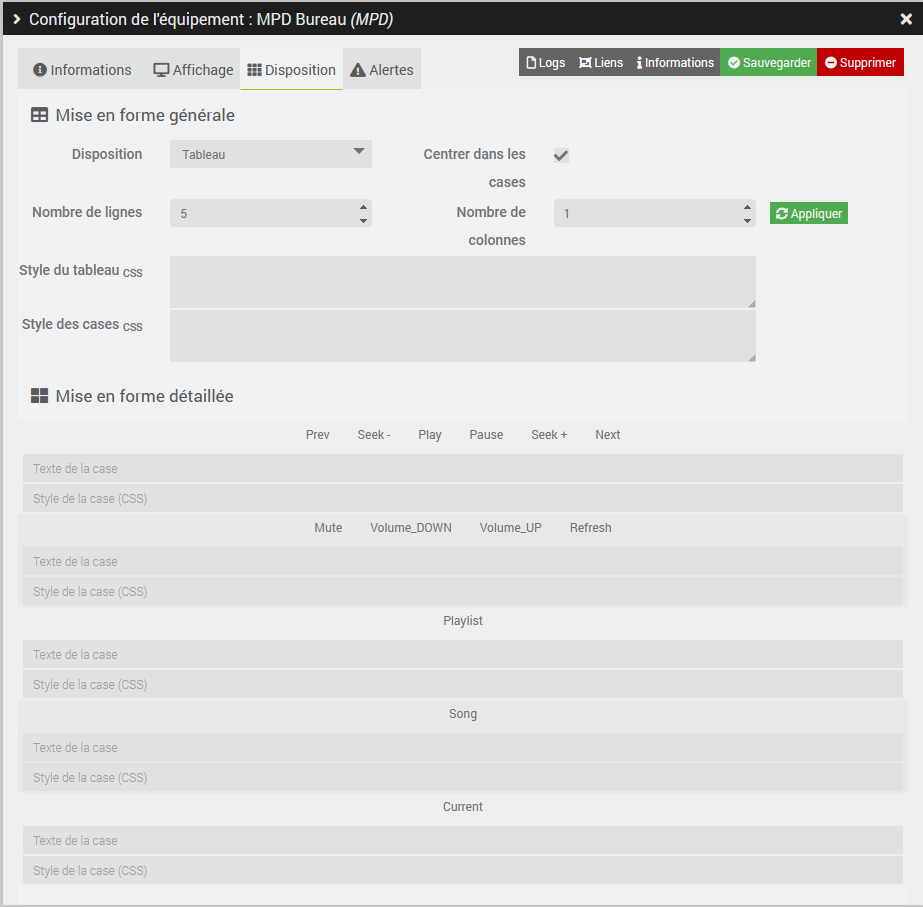 Configuration de l'équipement : MPD Bureau (MPD)
Informations Affichage Disposition Alertes Logs Liens Informations Sauvegarder Supprimer
Mise en forme générale
Disposition Tableau Centrer dans les
cases
Nombre de lignes 5 Nombre de 1 Appliquer
colonnes
Style du tableau CSS
Style des cases CSS
Mise en forme détaillée
Prev Seek - Play Pause Seek + Next
Texte de la case
Style de la case (CSS)
Mute Volume_DOWN Volume_UP Refresh
Texte de la case
Style de la case (CSS)
Playlist
Texte de la case
Style de la case (CSS)
Song
Texte de la case
Style de la case (CSS)
Current
Texte de la case
Style de la case (CSS)